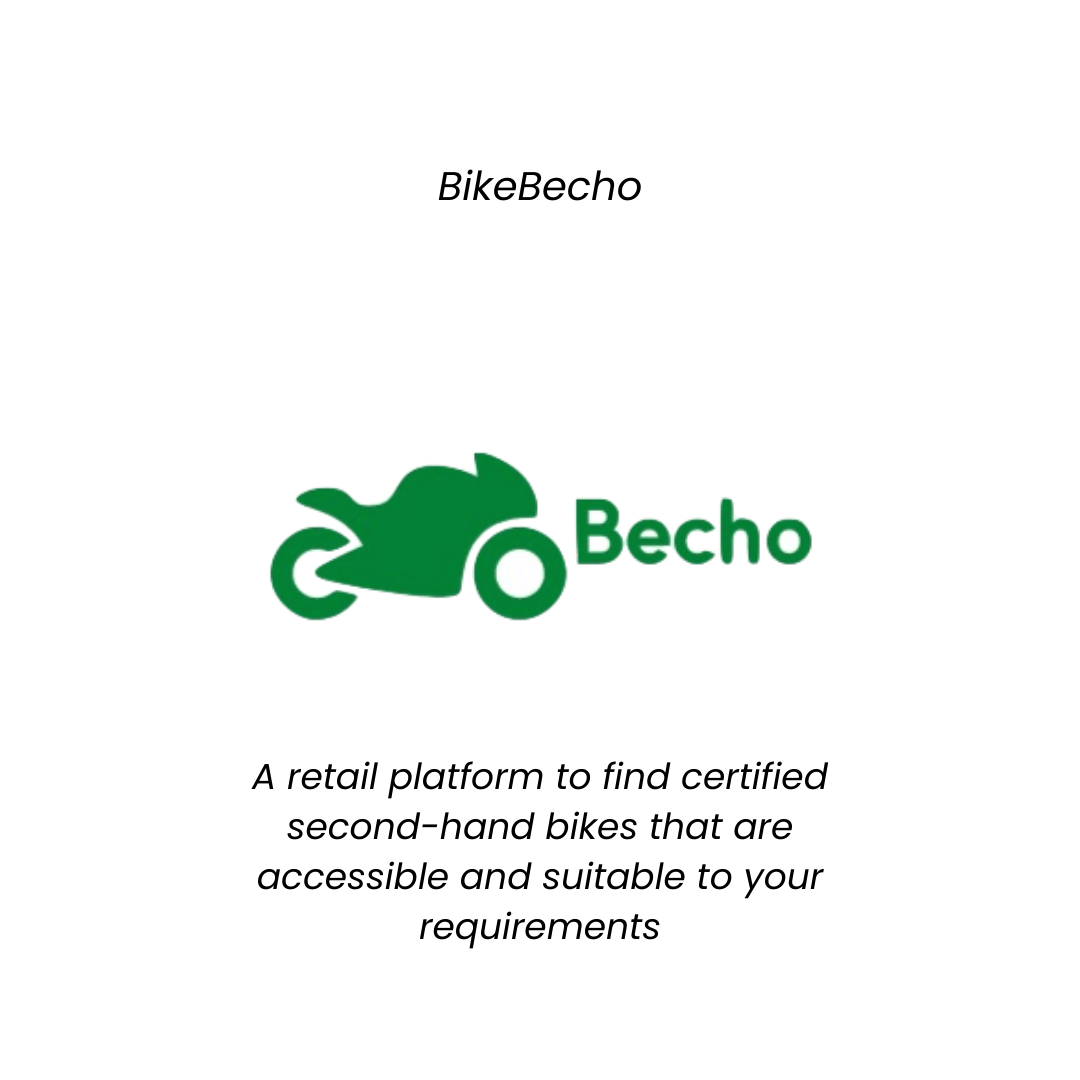 BikeBecho
Becho
A retail platform to find certified
second-hand bikes that are
accessible and suitable to your
requirements